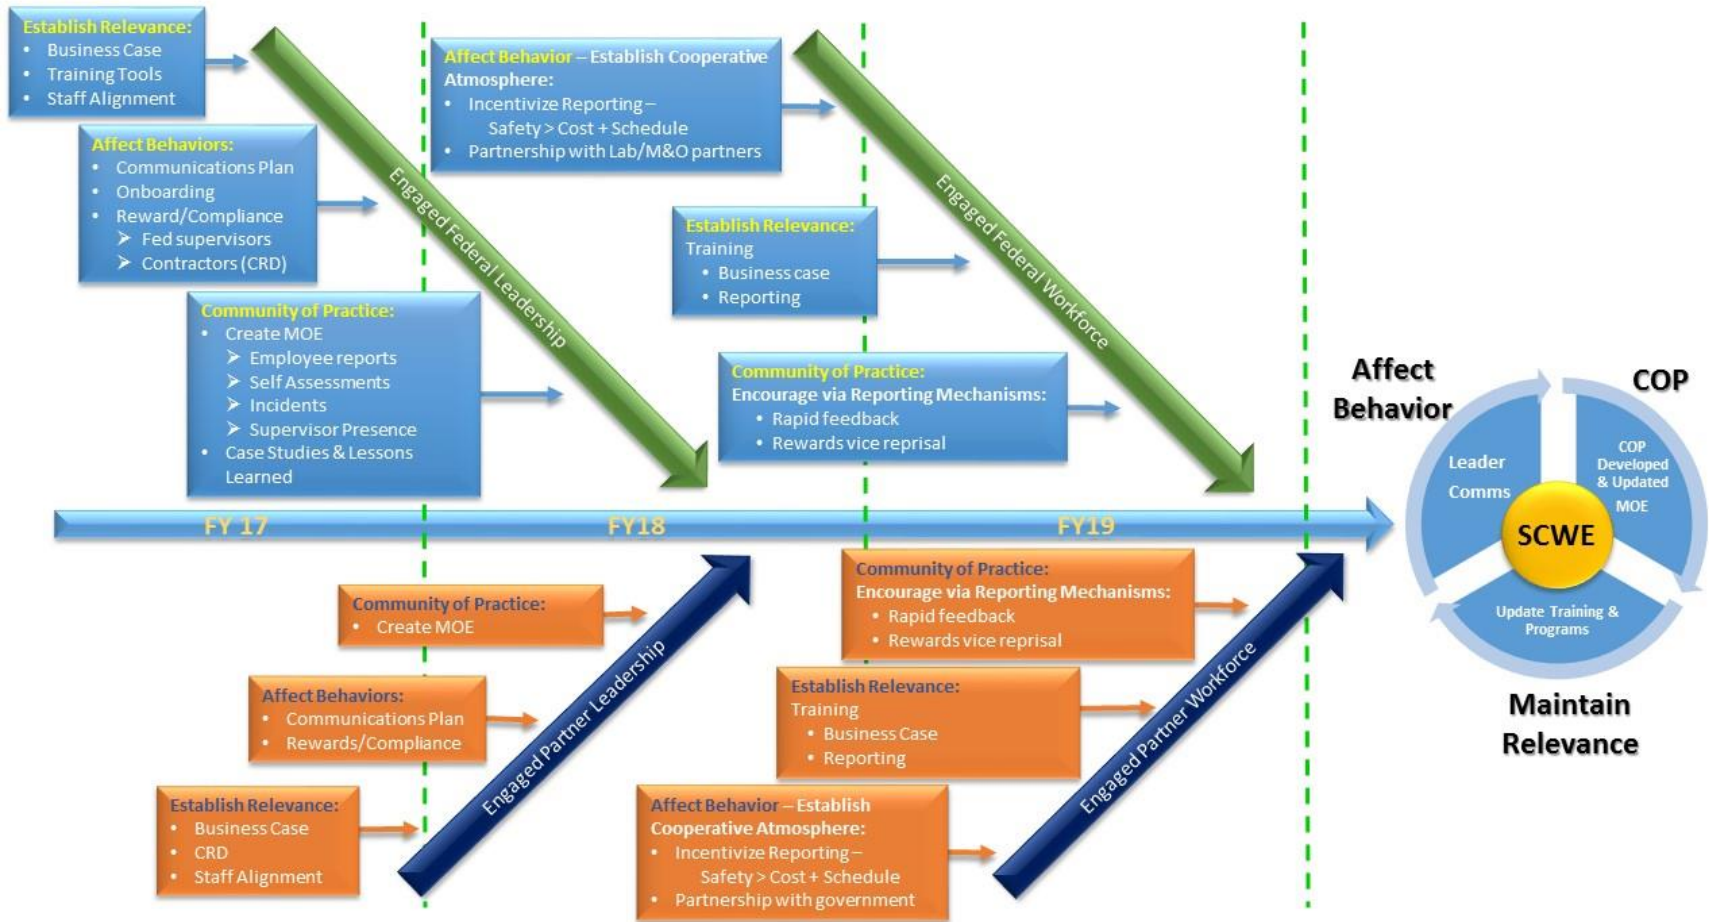 Establish Relevance:
• Business Case
• Training Tools
• Staff Alignment
Affect Behaviors:
• Communications Plan
• Onboarding
• Reward/Compliance
➢ Fed supervisors
➢ Contractors (CRD)
Community of Practice:
• Create MOE
➢ Employee reports
➢ Self Assessments
➢ Incidents
➢ Supervisor Presence
• Case Studies & Lessons
Learned
Engaged Federal Leadership
Affect Behavior – Establish Cooperative
Atmosphere:
• Incentivize Reporting –
Safety > Cost + Schedule
• Partnership with Lab/M&O partners
Establish Relevance:
Training
• Business case
• Reporting
Community of Practice:
Encourage via Reporting Mechanisms:
• Rapid feedback
• Rewards vice reprisal
Engaged Federal Workforce
FY 17
FY18
FY19
Community of Practice:
• Create MOE
Affect Behaviors:
• Communications Plan
• Rewards/Compliance
Establish Relevance:
• Business Case
• CRD
• Staff Alignment
Engaged Partner Leadership
Community of Practice:
Encourage via Reporting Mechanisms:
• Rapid feedback
• Rewards vice reprisal
Establish Relevance:
Training
• Business Case
• Reporting
Affect Behavior – Establish
Cooperative Atmosphere:
• Incentivize Reporting –
Safety > Cost + Schedule
• Partnership with government
Engaged Partner Workforce
Affect
Behavior
COP
Leader
Comms
COP
Developed
& Updated
MOE
SCWE
Update Training &
Programs
Maintain
Relevance